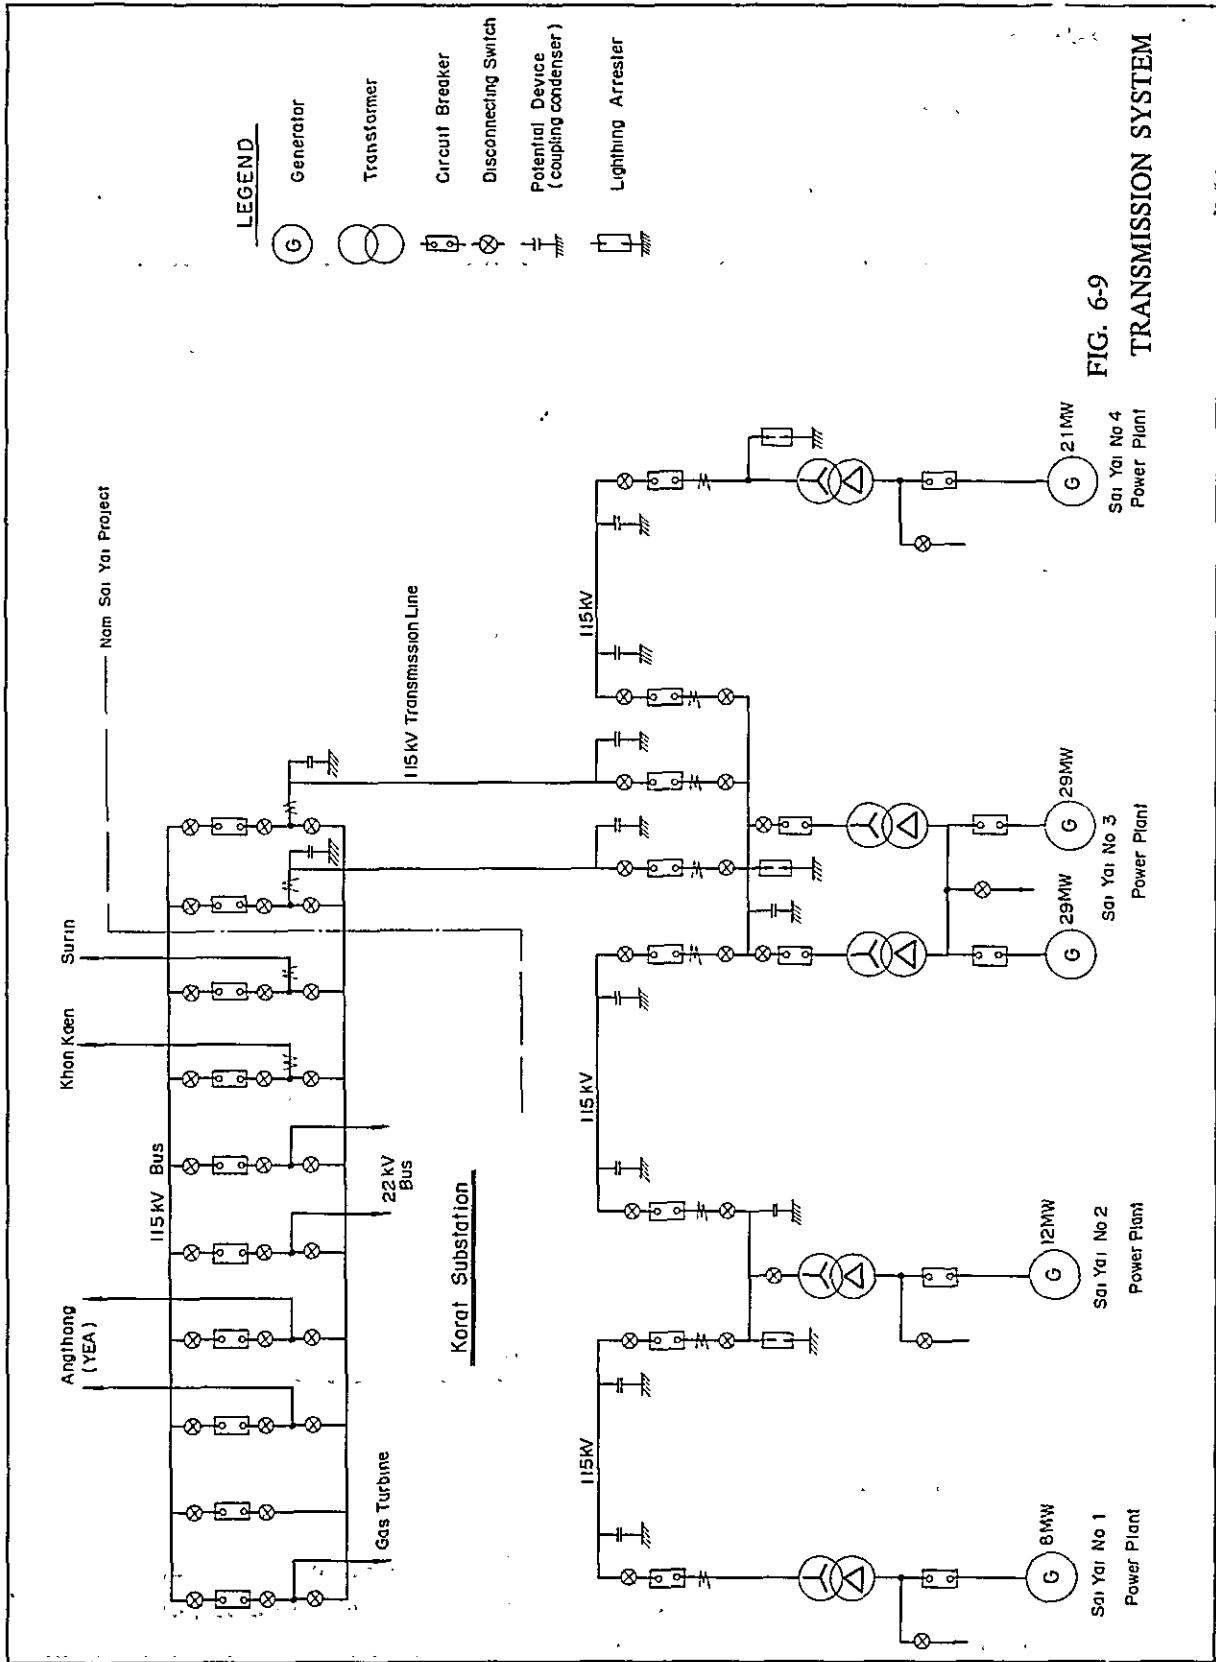 LEGEND
G
Generator
Transformer
Circuit Breaker
Disconnecting Switch
Potential Device
(coupling condenser)
Lighthing Arrester
Nam Sai Yai Project
Surin
Khon Kaen
Angthong
(YEA)
115kV Bus
22kV
Bus
Gas Turbine
Korat Substation
115kV Transmission Line
115kV
115kV
115kV
G
8MW
Sai Yai No 1
Power Plant
G
12MW
Sai Yai No 2
Power Plant
G
29MW
G
29MW
Sai Yai No 3
Power Plant
G
21MW
Sai Yai No 4
Power Plant
FIG. 6-9
TRANSMISSION SYSTEM